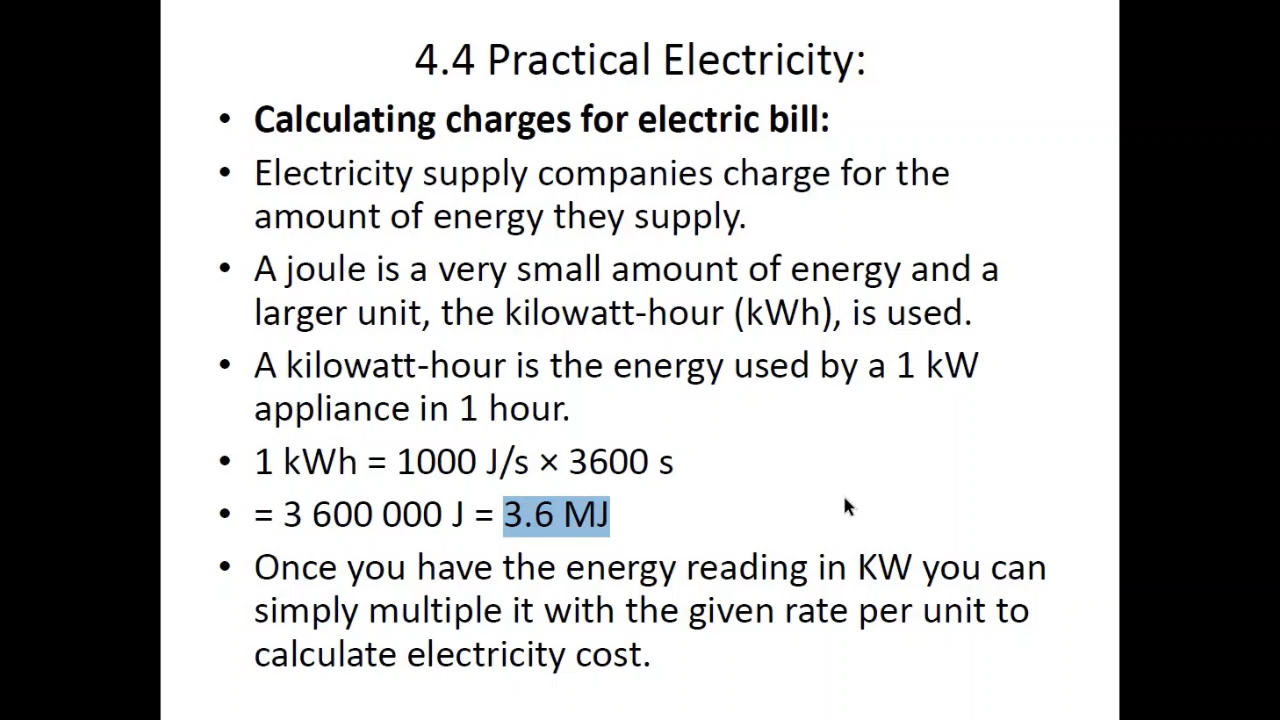 4.4 Practical Electricity:
• Calculating charges for electric bill:
• Electricity supply companies charge for the
amount of energy they supply.
• A joule is a very small amount of energy and a
larger unit, the kilowatt-hour (kWh), is used.
• A kilowatt-hour is the energy used by a 1 kW
appliance in 1 hour.
• 1 kWh = 1000 J/s × 3600 s
• = 3 600 000 J = 3.6 MJ
• Once you have the energy reading in KW you can
simply multiple it with the given rate per unit to
calculate electricity cost.